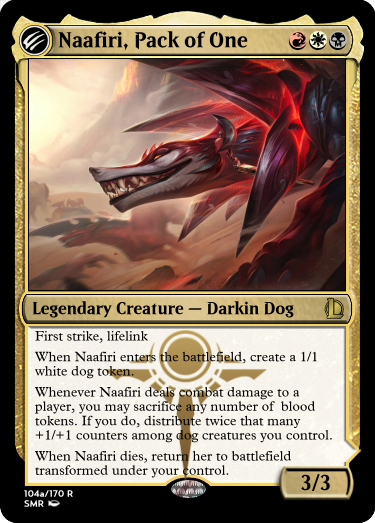 Naafiri, Pack of One
Legendary Creature — Darkin Dog
First strike, lifelink
When Naafiri enters the battlefield, create a 1/1
white dog token.
Whenever Naafiri deals combat damage to a
player, you may sacrifice any number of blood
tokens. If you do, distribute twice that many
+1/+1 counters among dog creatures you control.
When Naafiri dies, return her to battlefield
transformed under your control.
3/3
104a/170 R
SMR